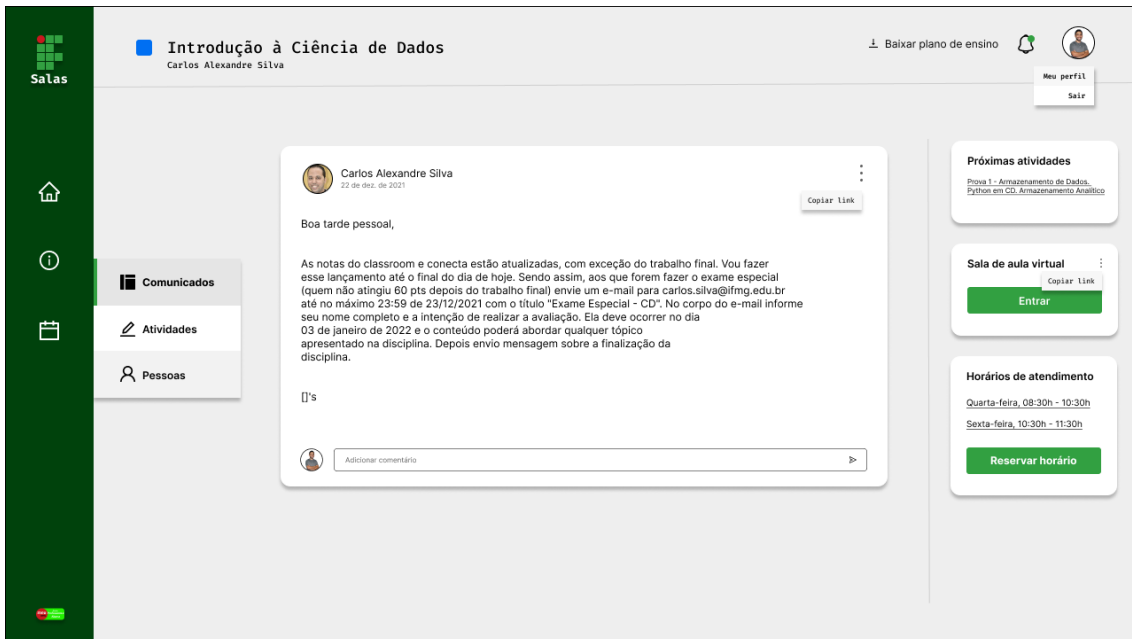 Salas
Introdução à Ciência de Dados
Carlos Alexandre Silva
Baixar plano de ensino
Meu perfil
Sair
Comunicados
Atividades
Pessoas
Carlos Alexandre Silva
22 de dez. de 2021
Copiar link
Boa tarde pessoal,
As notas do classroom e conecta estão atualizadas, com exceção do trabalho final. Vou fazer
esse lançamento até o final do dia de hoje. Sendo assim, aos que forem fazer o exame especial
(quem não atingiu 60 pts depois do trabalho final) envie um e-mail para carlos.silva@ifmg.edu.br
até no máximo 23:59 de 23/12/2021 com o título "Exame Especial - CD". No corpo do e-mail informe
seu nome completo e a intenção de realizar a avaliação. Ela deve ocorrer no dia
03 de janeiro de 2022 e o conteúdo poderá abordar qualquer tópico
apresentado na disciplina. Depois envio mensagem sobre a finalização da
disciplina.
[]'s
Adicionar comentário
Próximas atividades
Prova 1 - Armazenamento de Dados.
Python em CD. Armazenamento Analítico
Sala de aula virtual
Copiar link
Entrar
Horários de atendimento
Quarta-feira, 08:30h - 10:30h
Sexta-feira, 10:30h - 11:30h
Reservar horário